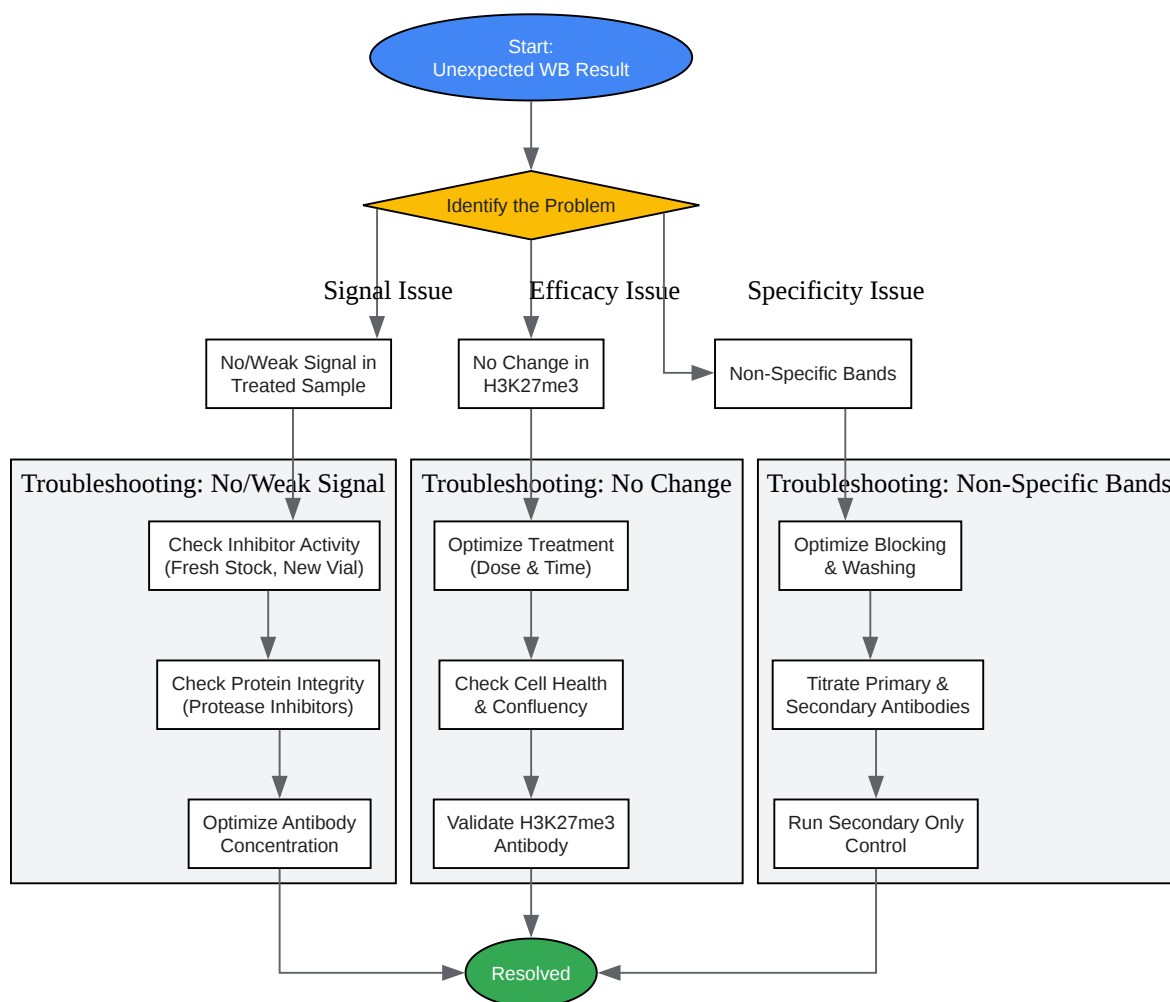 Start:
Unexpected WB Result
Identify the Problem
Signal Issue
Efficacy Issue
Specificity Issue
No/Weak Signal in
Treated Sample
No Change in
H3K27me3
Non-Specific Bands
Troubleshooting: No/Weak Signal
Troubleshooting: No Change
Troubleshooting: Non-Specific Bands
Check Inhibitor Activity
(Fresh Stock, New Vial)
Optimize Treatment
(Dose & Time)
Optimize Blocking
& Washing
Check Protein Integrity
(Protease Inhibitors)
Check Cell Health
& Confluency
Titrate Primary &
Secondary Antibodies
Optimize Antibody
Concentration
Validate H3K27me3
Antibody
Run Secondary Only
Control
Resolved